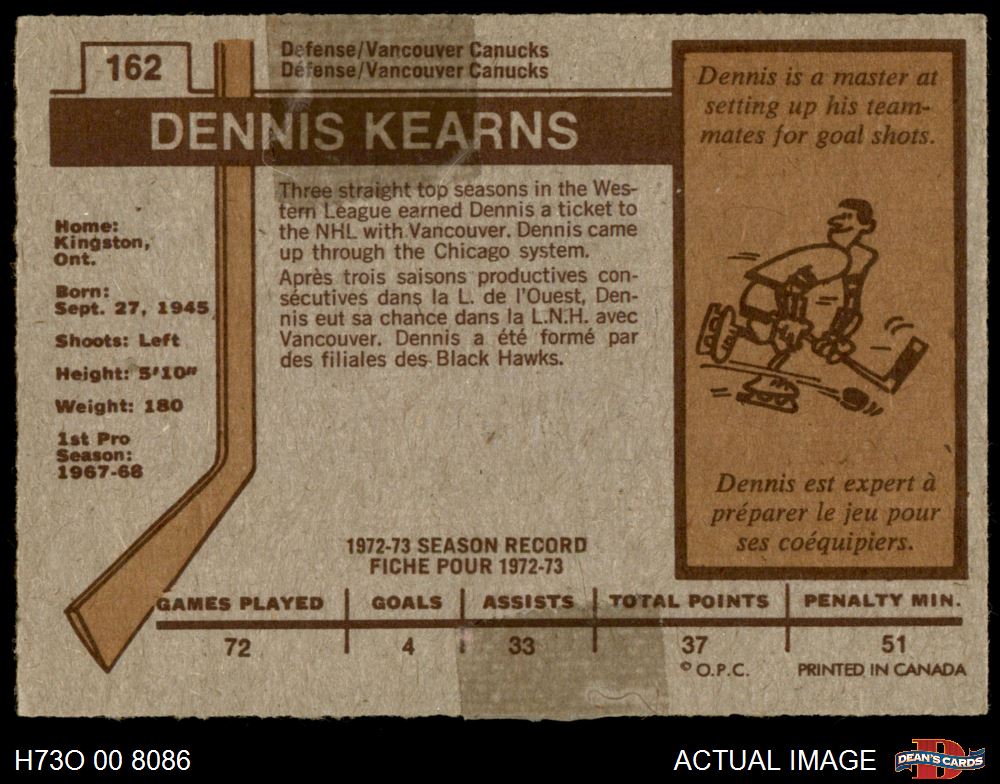 162
Defense/Vancouver Canucks
Défense/Vancouver Canucks
DENNIS KEARNS
Home:
Kingston,
Ont.
Born:
Sept. 27, 1945
Shoots: Left
Height: 5'10"
Weight: 180
1st Pro
Season:
1967-68
Three straight top seasons in the Wes-
tern League earned Dennis a ticket to
the NHL with Vancouver. Dennis came
up through the Chicago system.
Après trois saisons productives con-
sécutives dans la L. de l'Ouest, Den-
nis eut sa chance dans la L.N.H. avec
Vancouver. Dennis a été formé par
des filiales des Black Hawks.
Dennis is a master at
setting up his team-
mates for goal shots.
Dennis est expert à
préparer le jeu pour
ses coéquipiers.
1972-73 SEASON RECORD
FICHE POUR 1972-73
GAMES PLAYED GOALS ASSISTS TOTAL POINTS PENALTY MIN.
72 4 33 37 51
© O.P.C. PRINTED IN CANADA
H73O 00 8086
ACTUAL IMAGE
DEAN'S CARDS